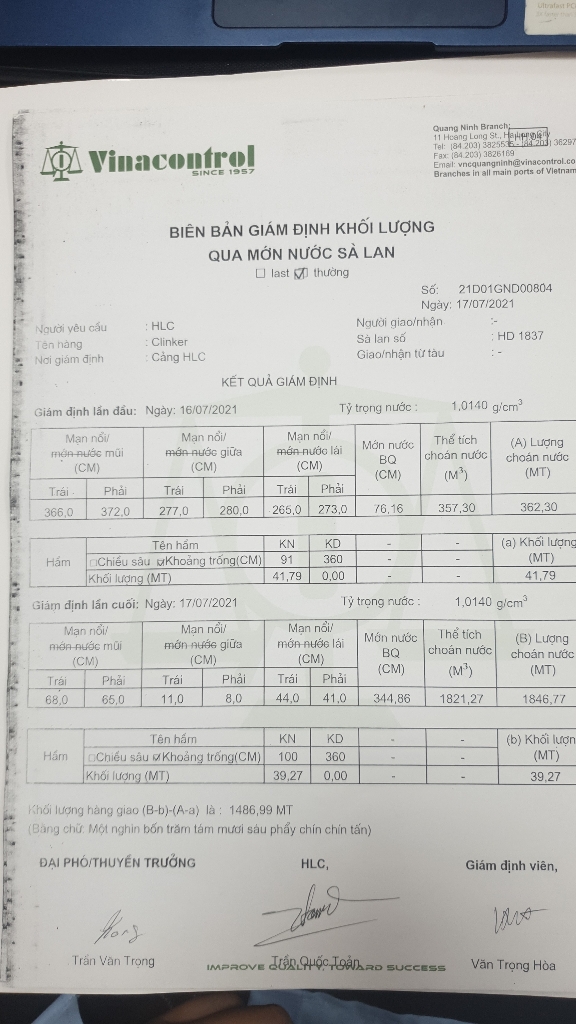 Vinacontrol
SINCE 1957
Quang Ninh Branch:
11 Hoang Long St.,
Tel: (84.203)
Fax: (84.203) 3826169
Email: vncquangninh@vinacontrol.co
Branches in all main ports of Vietnam
BIÊN BẢN GIÁM ĐỊNH KHỐI LƯỢNG
QUA MỚN NƯỚC SÀ LAN
☐ last ☑ thường
Số: 21D01GND00804
Ngày: 17/07/2021
Người yêu cầu : HLC Người giao/nhận :-
Tên hàng : Clinker Sà lan số : HD 1837
Nơi giám định : Cảng HLC Giao/nhận từ tàu : -
KẾT QUẢ GIÁM ĐỊNH
Giám định lần đầu: Ngày: 16/07/2021 Tỷ trọng nước : 1,0140 g/cm3
Mạn nổi/ Mạn nổi/ Mạn nổi/ Mớn nước Thể tích (A) Lượng
mớn nước mũi mớn nước giữa mớn nước lái BQ choán nước choán nước
(CM) (CM) (CM) (CM) (M3) (MT)
Trái Phải Trái Phải Trái Phải
366,0 372,0 277,0 280,0 265,0 273,0 76,16 357,30 362,30
Hầm Tên hầm KN KD - - (a) Khối lượng
☐Chiều sâu ☑Khoảng trống(CM) 91 360 - - (MT)
Khối lượng (MT) 41,79 0,00 - - 41,79
Giám định lần cuối: Ngày: 17/07/2021 Tỷ trọng nước : 1,0140 g/cm3
Mạn nổi/ Mạn nổi/ Mạn nổi/ Mớn nước Thể tích (B) Lượng
mớn nước mũi mớn nước giữa mớn nước lái BQ choán nước choán nước
(CM) (CM) (CM) (CM) (M3) (MT)
Trái Phải Trái Phải Trái Phải
68,0 65,0 11,0 8,0 44,0 41,0 344,86 1821,27 1846,77
Hầm Tên hầm KN KD - - (b) Khối lượn
☐Chiều sâu ☑Khoảng trống(CM) 100 360 - - (MT)
Khối lượng (MT) 39,27 0,00 - - 39,27
Khối lượng hàng giao (B-b)-(A-a) là : 1486,99 MT
(Bằng chữ: Một nghìn bốn trăm tám mươi sáu phẩy chín chín tấn)
ĐẠI PHÓ/THUYỀN TRƯỞNG HLC, Giám định viên,
Trần Văn Trọng Trần Quốc Toản Văn Trọng Hòa
IMPROVE QUALITY, TOWARD SUCCESS